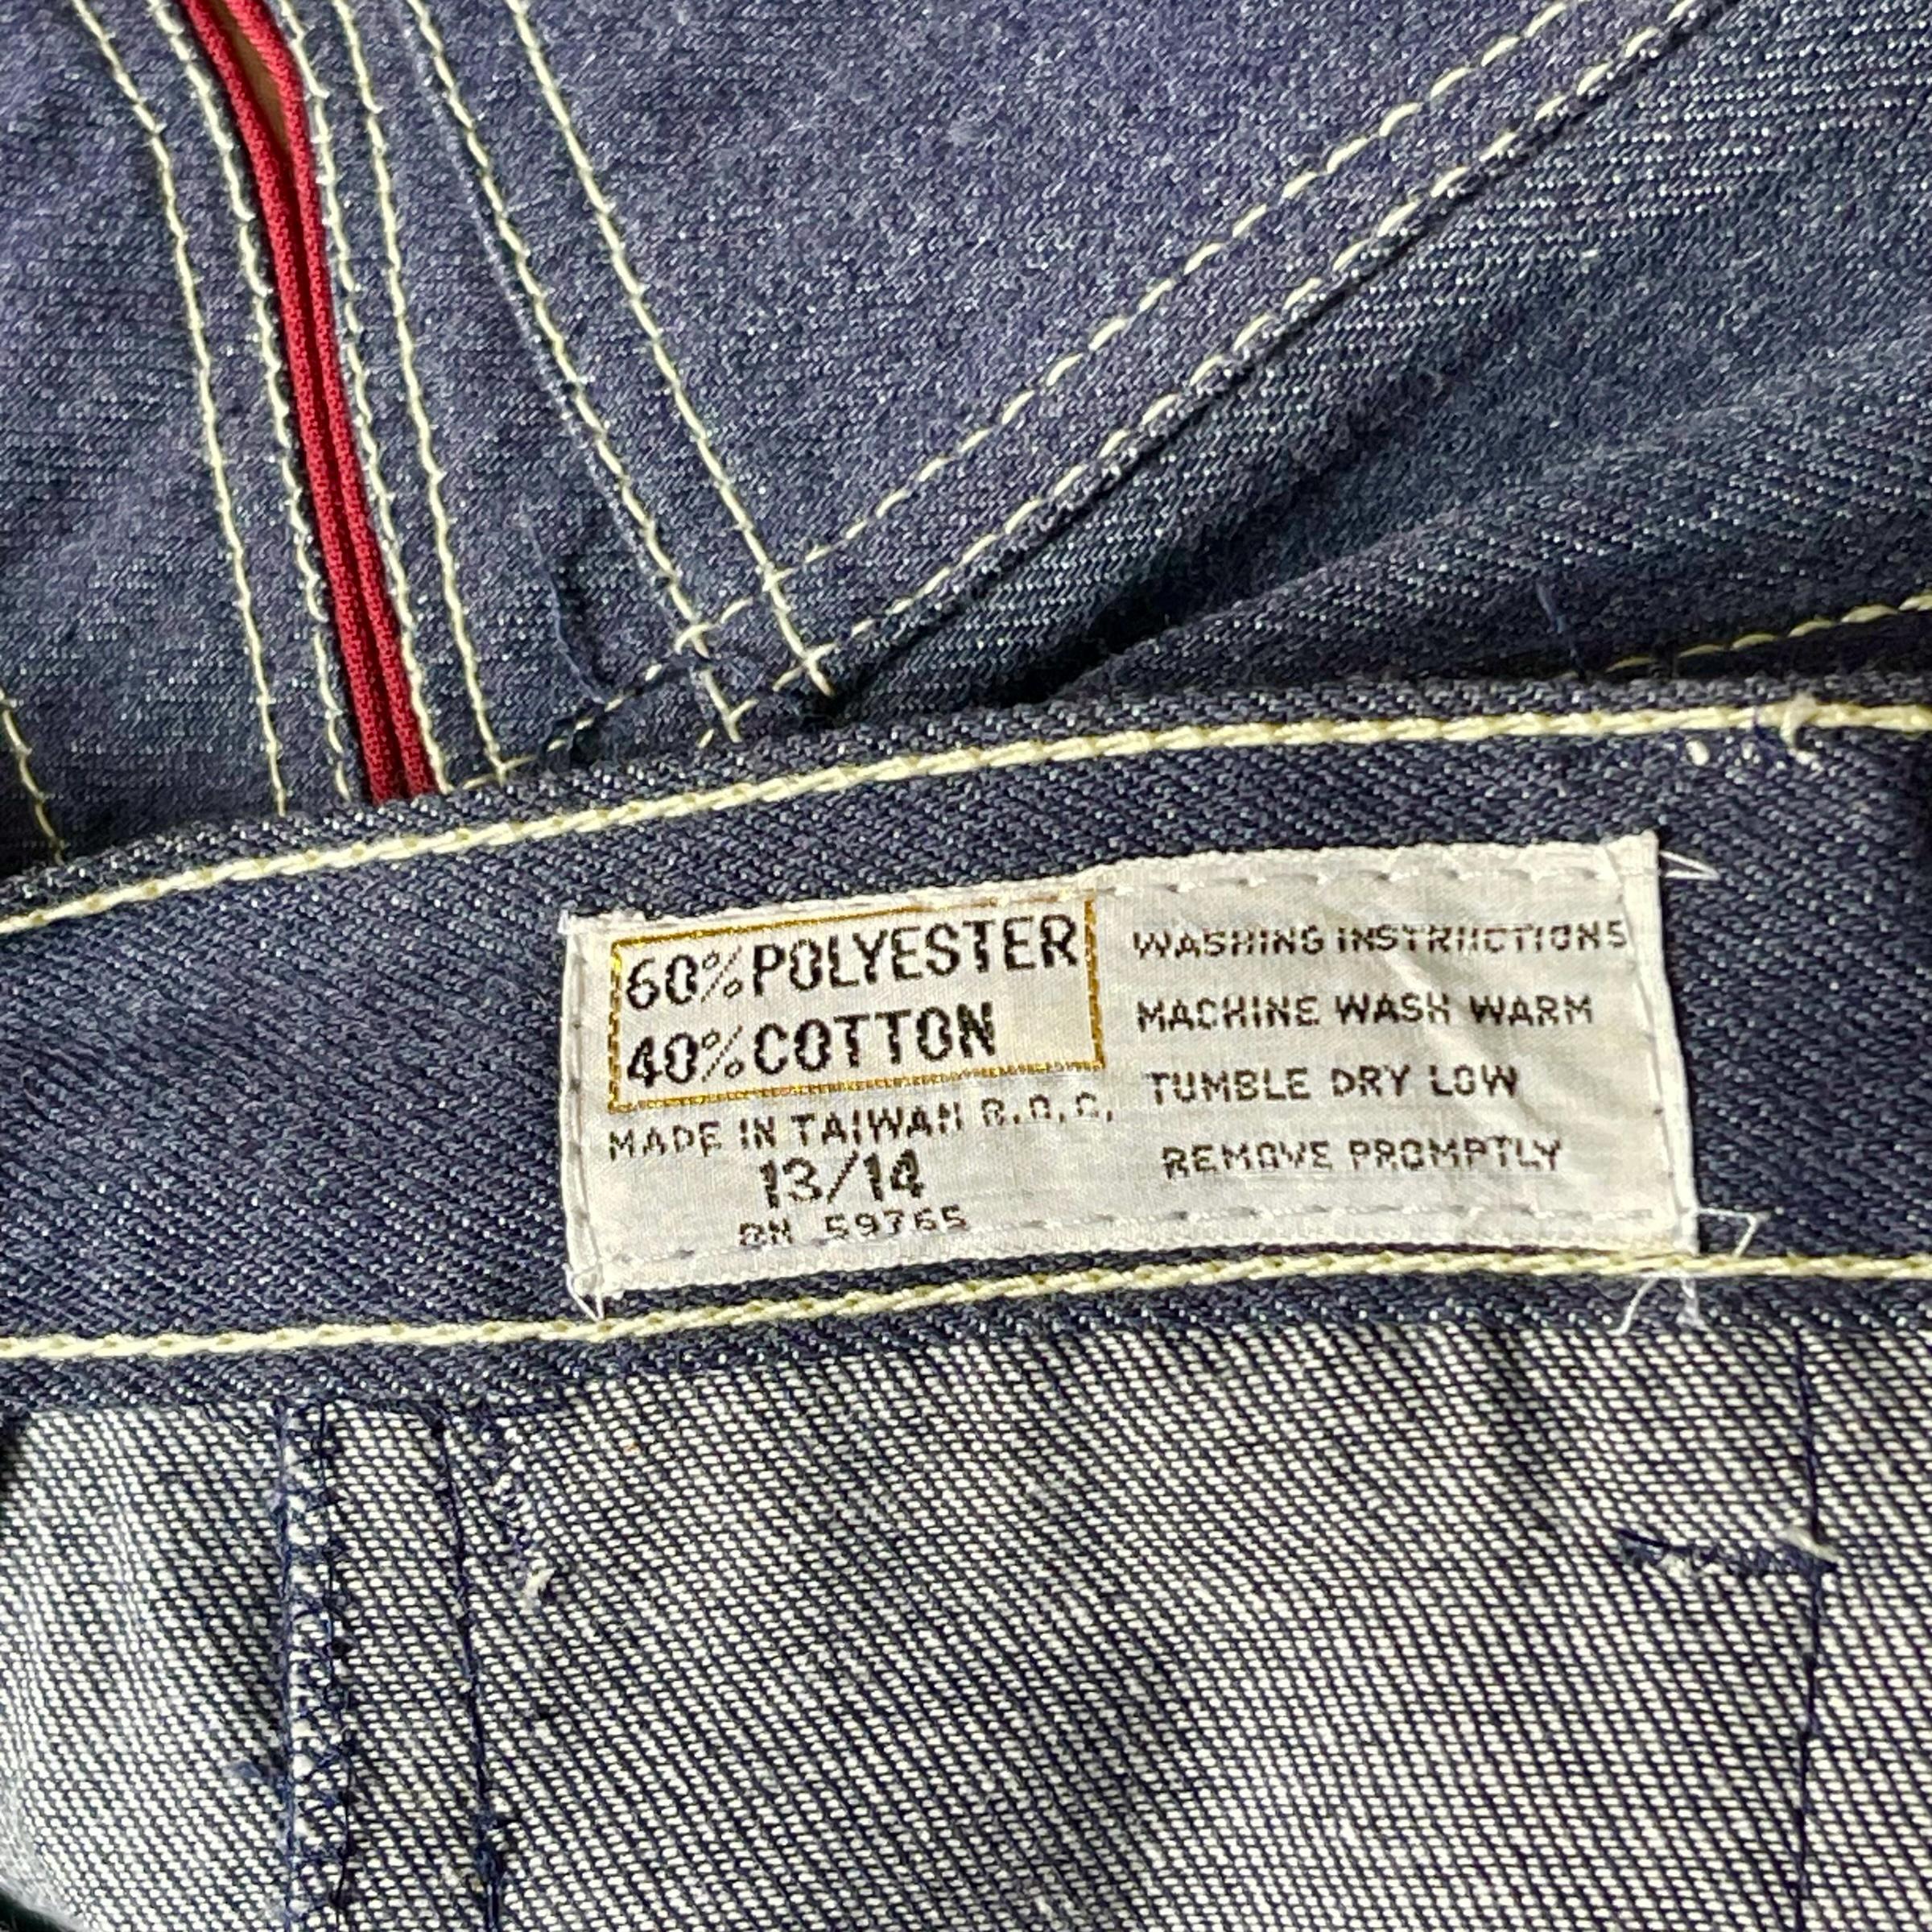 60% POLYESTER
40% COTTON
MADE IN TAIWAN R.O.C.
13/14
RN 59765
WASHING INSTRUCTIONS
MACHINE WASH WARM
TUMBLE DRY LOW
REMOVE PROMPTLY